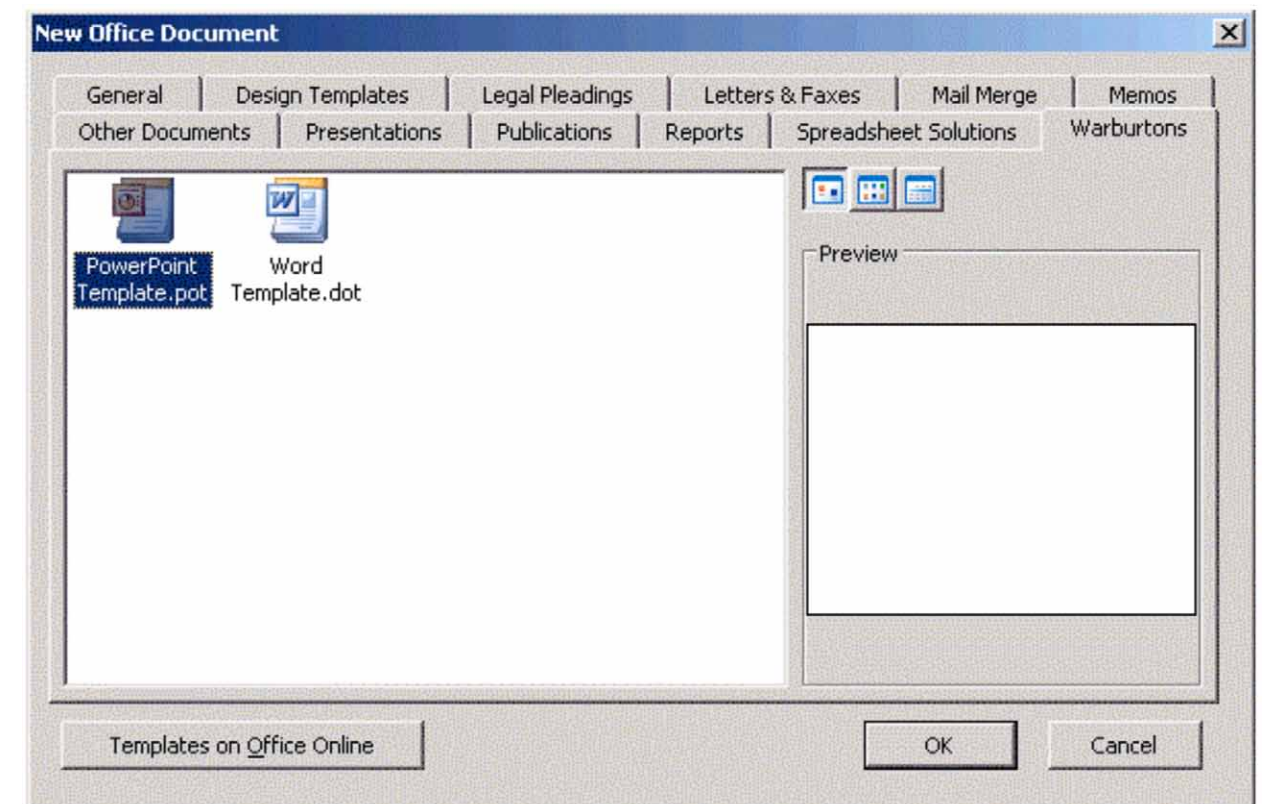 New Office Document
General Design Templates Legal Pleadings Letters & Faxes Mail Merge Memos
Other Documents Presentations Publications Reports Spreadsheet Solutions Warburtons
PowerPoint
Template.pot
Word
Template.dot
Preview
Templates on Office Online OK Cancel